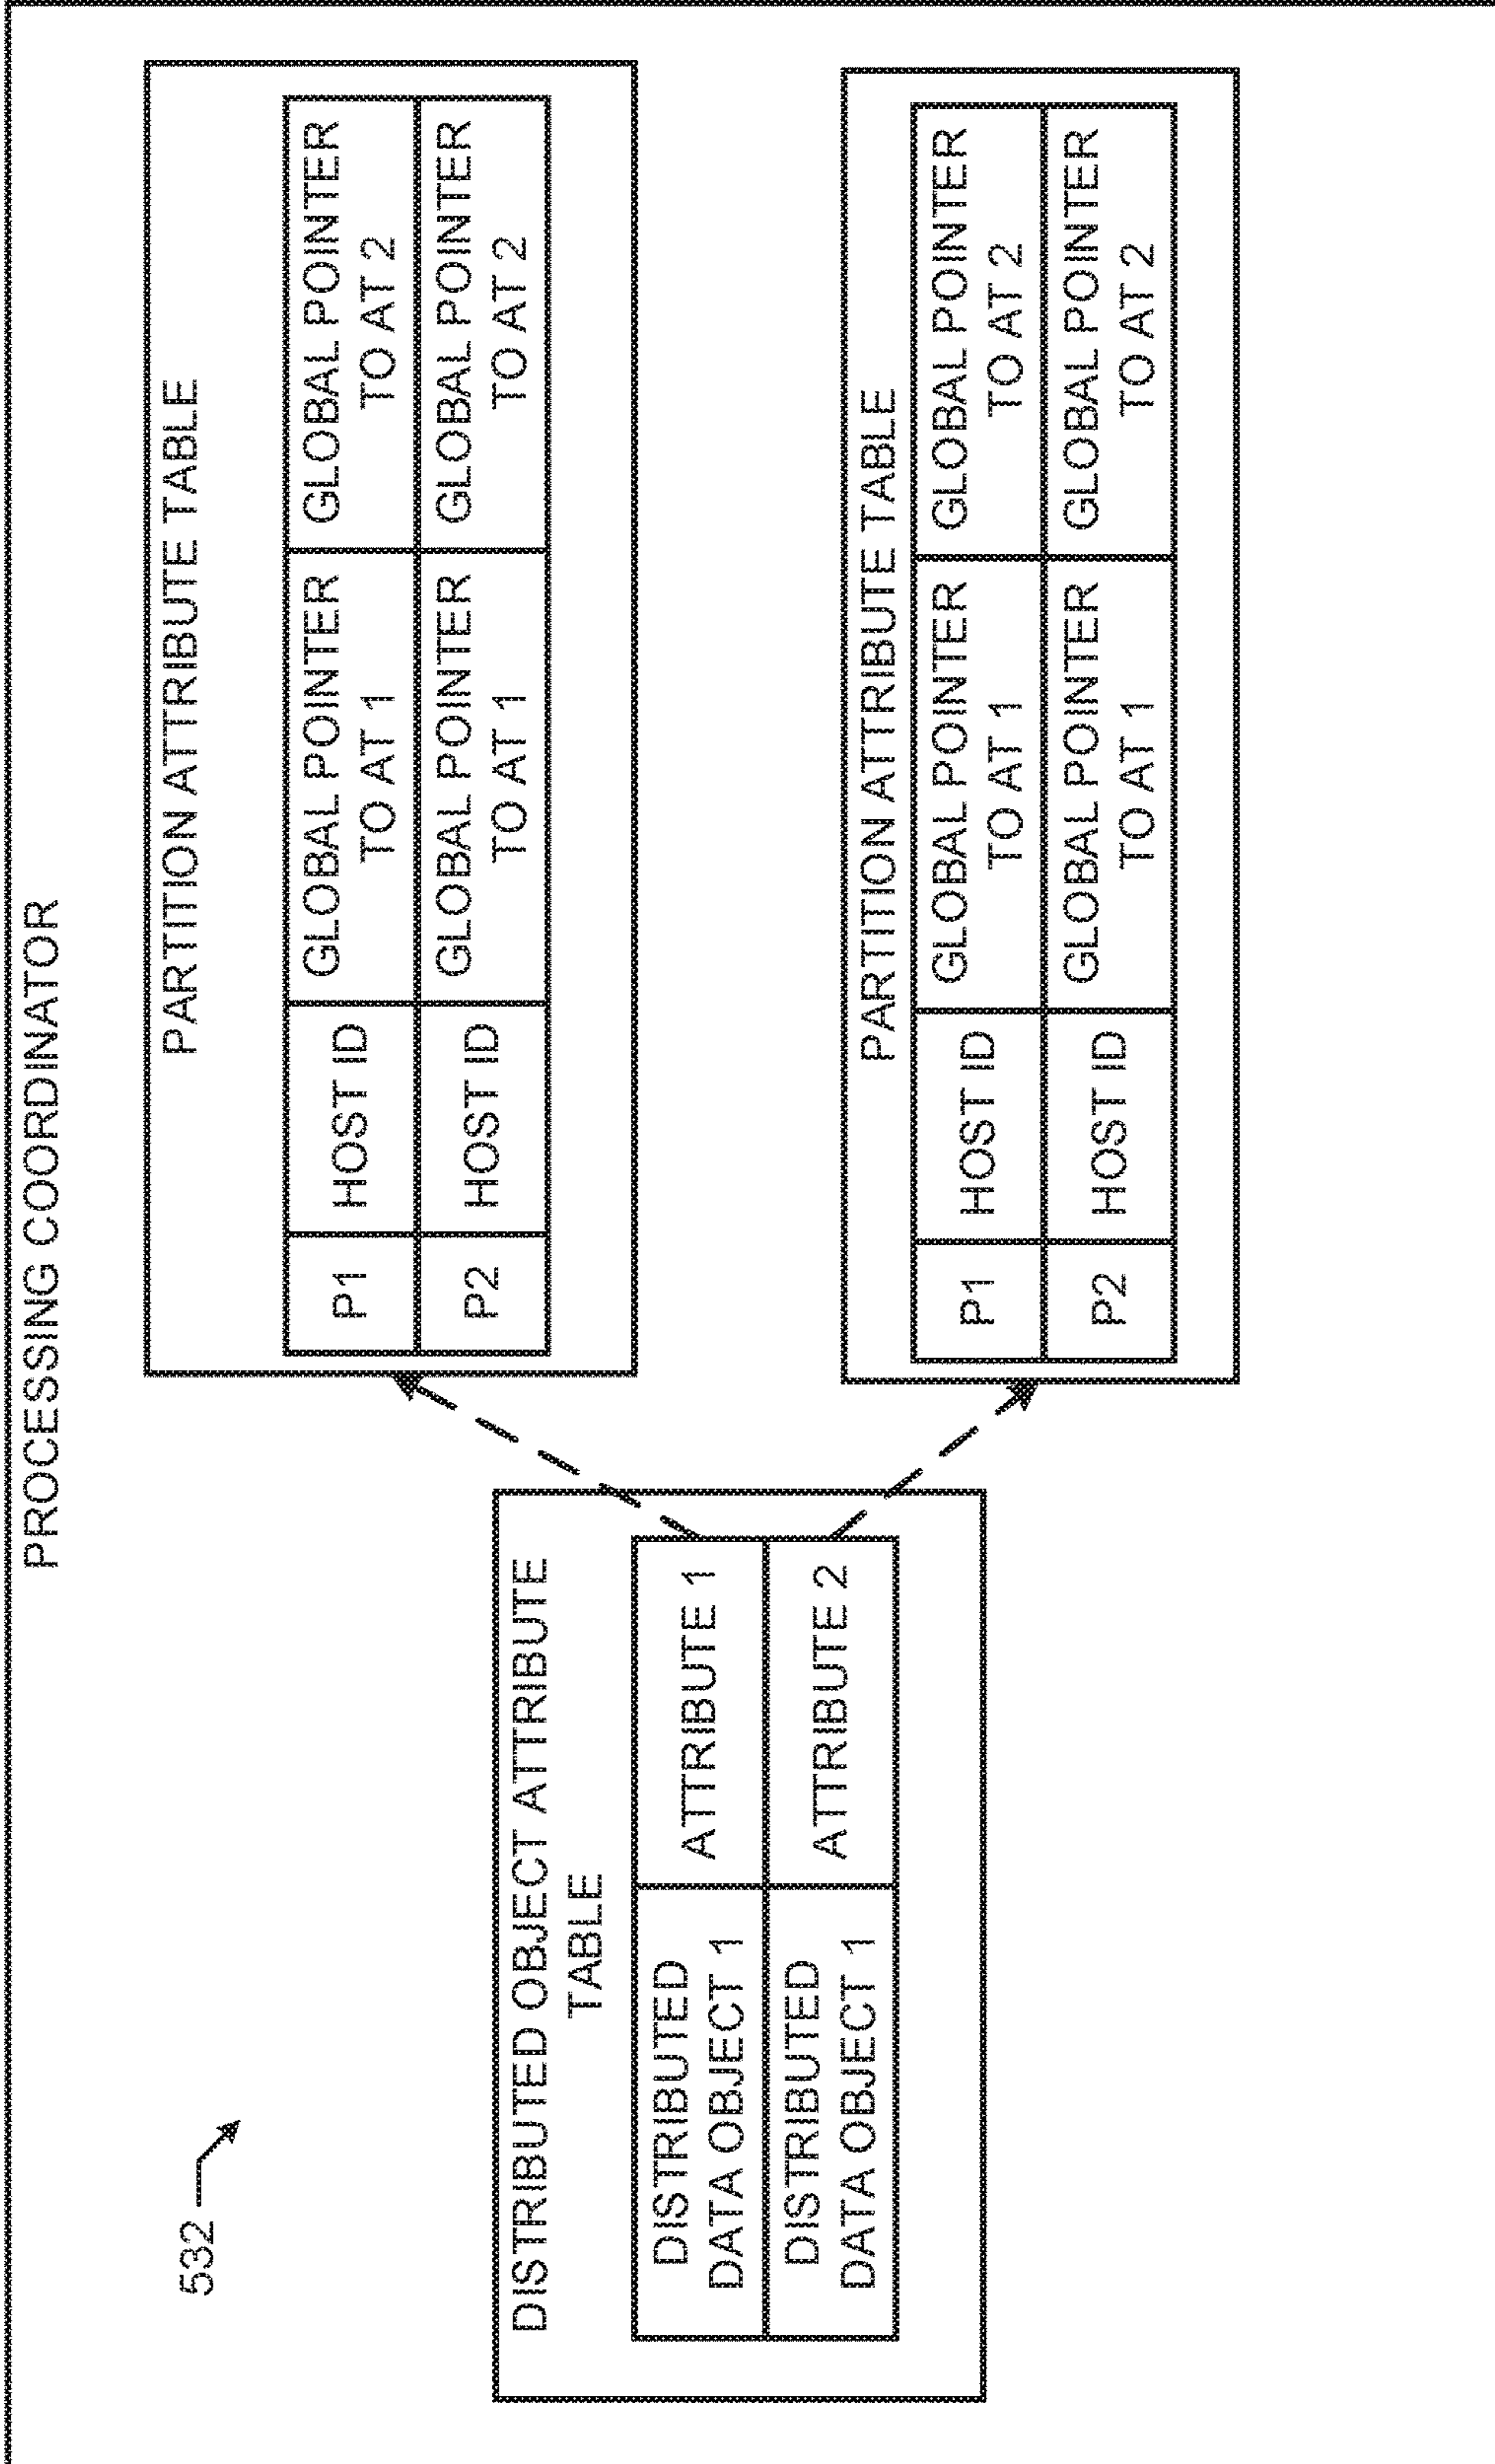 PROCESSING COORDINATOR
532
DISTRIBUTED OBJECT ATTRIBUTE
TABLE
DISTRIBUTED
DATA OBJECT 1
ATTRIBUTE 1
DISTRIBUTED
DATA OBJECT 1
ATTRIBUTE 2
PARTITION ATTRIBUTE TABLE
P1
HOST ID
GLOBAL POINTER
TO AT 1
GLOBAL POINTER
TO AT 2
P2
HOST ID
GLOBAL POINTER
TO AT 1
GLOBAL POINTER
TO AT 2
PARTITION ATTRIBUTE TABLE
P1
HOST ID
GLOBAL POINTER
TO AT 1
GLOBAL POINTER
TO AT 2
P2
HOST ID
GLOBAL POINTER
TO AT 1
GLOBAL POINTER
TO AT 2